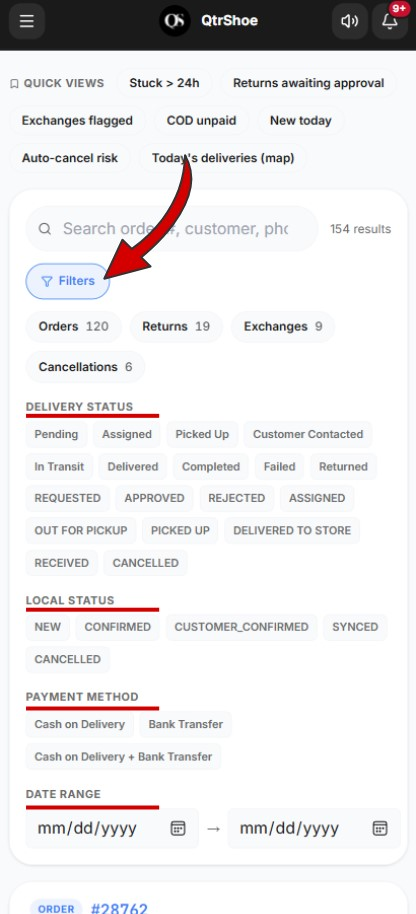 QS QtrShoe 9+
QUICK VIEWS Stuck > 24h Returns awaiting approval
Exchanges flagged COD unpaid New today
Auto-cancel risk Today's deliveries (map)
Search order #, customer, pho 154 results
Filters
Orders 120 Returns 19 Exchanges 9
Cancellations 6
DELIVERY STATUS
Pending Assigned Picked Up Customer Contacted
In Transit Delivered Completed Failed Returned
REQUESTED APPROVED REJECTED ASSIGNED
OUT FOR PICKUP PICKED UP DELIVERED TO STORE
RECEIVED CANCELLED
LOCAL STATUS
NEW CONFIRMED CUSTOMER_CONFIRMED SYNCED
CANCELLED
PAYMENT METHOD
Cash on Delivery Bank Transfer
Cash on Delivery + Bank Transfer
DATE RANGE
mm/dd/yyyy → mm/dd/yyyy
ORDER #28762